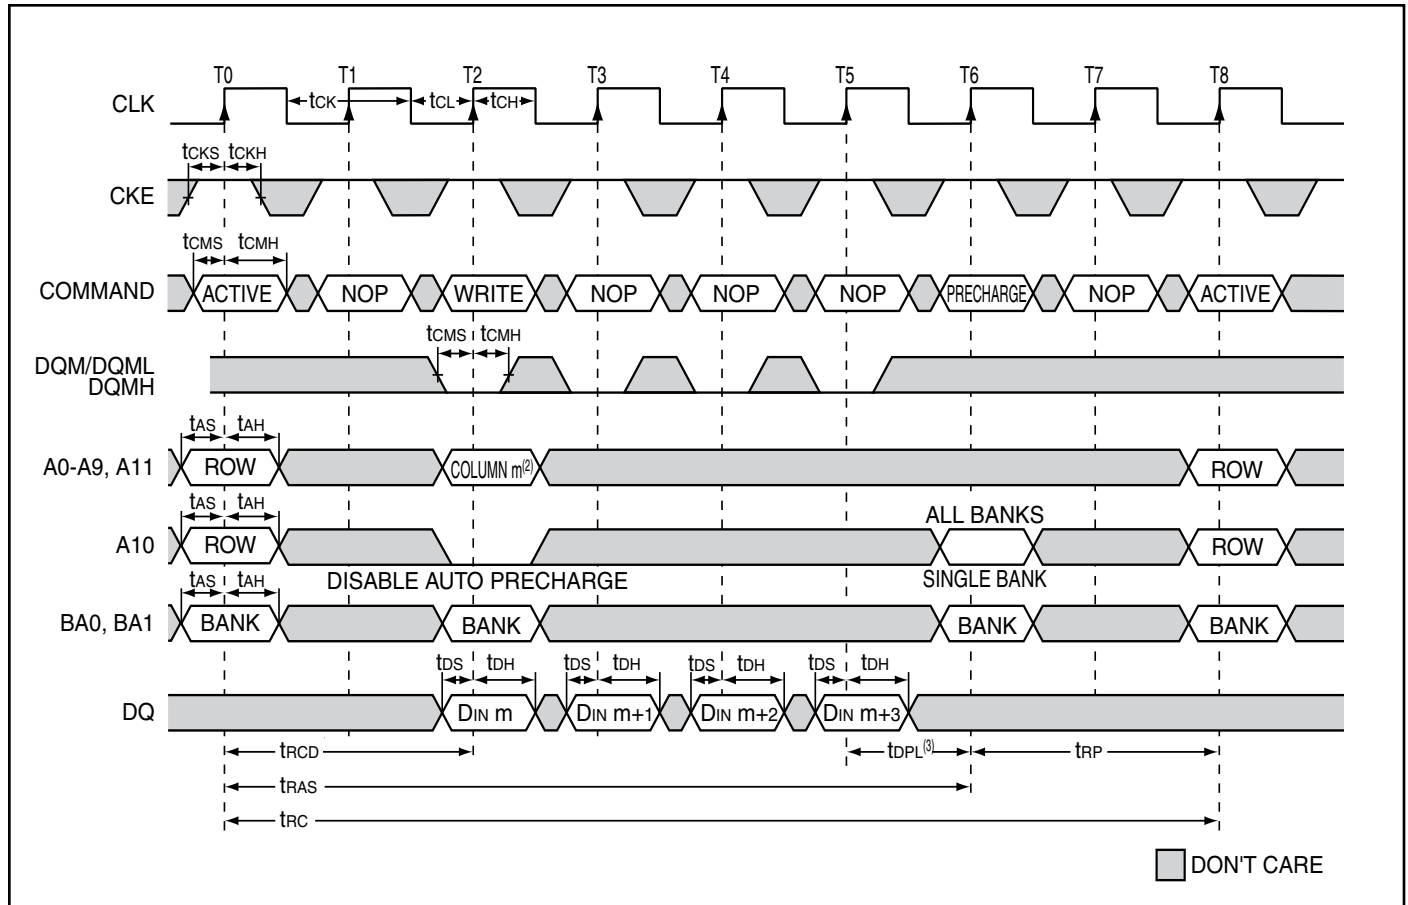 T0 T1 T2 T3 T4 T5 T6 T7 T8
CLK tCK tCL tCH
tCKS tCKH
CKE
tCMS tCMH
COMMAND ACTIVE NOP WRITE NOP NOP NOP PRECHARGE NOP ACTIVE
tCMS tCMH
DQM/DQML
DQMH
tAS tAH
A0-A9, A11 ROW COLUMN m(2) ROW
tAS tAH ALL BANKS
A10 ROW ROW
tAS tAH DISABLE AUTO PRECHARGE SINGLE BANK
BA0, BA1 BANK BANK BANK BANK
tDS tDH tDS tDH tDS tDH tDS tDH
DQ DIN m DIN m+1 DIN m+2 DIN m+3
tRCD tDPL(3) tRP
tRAS
tRC
DON'T CARE